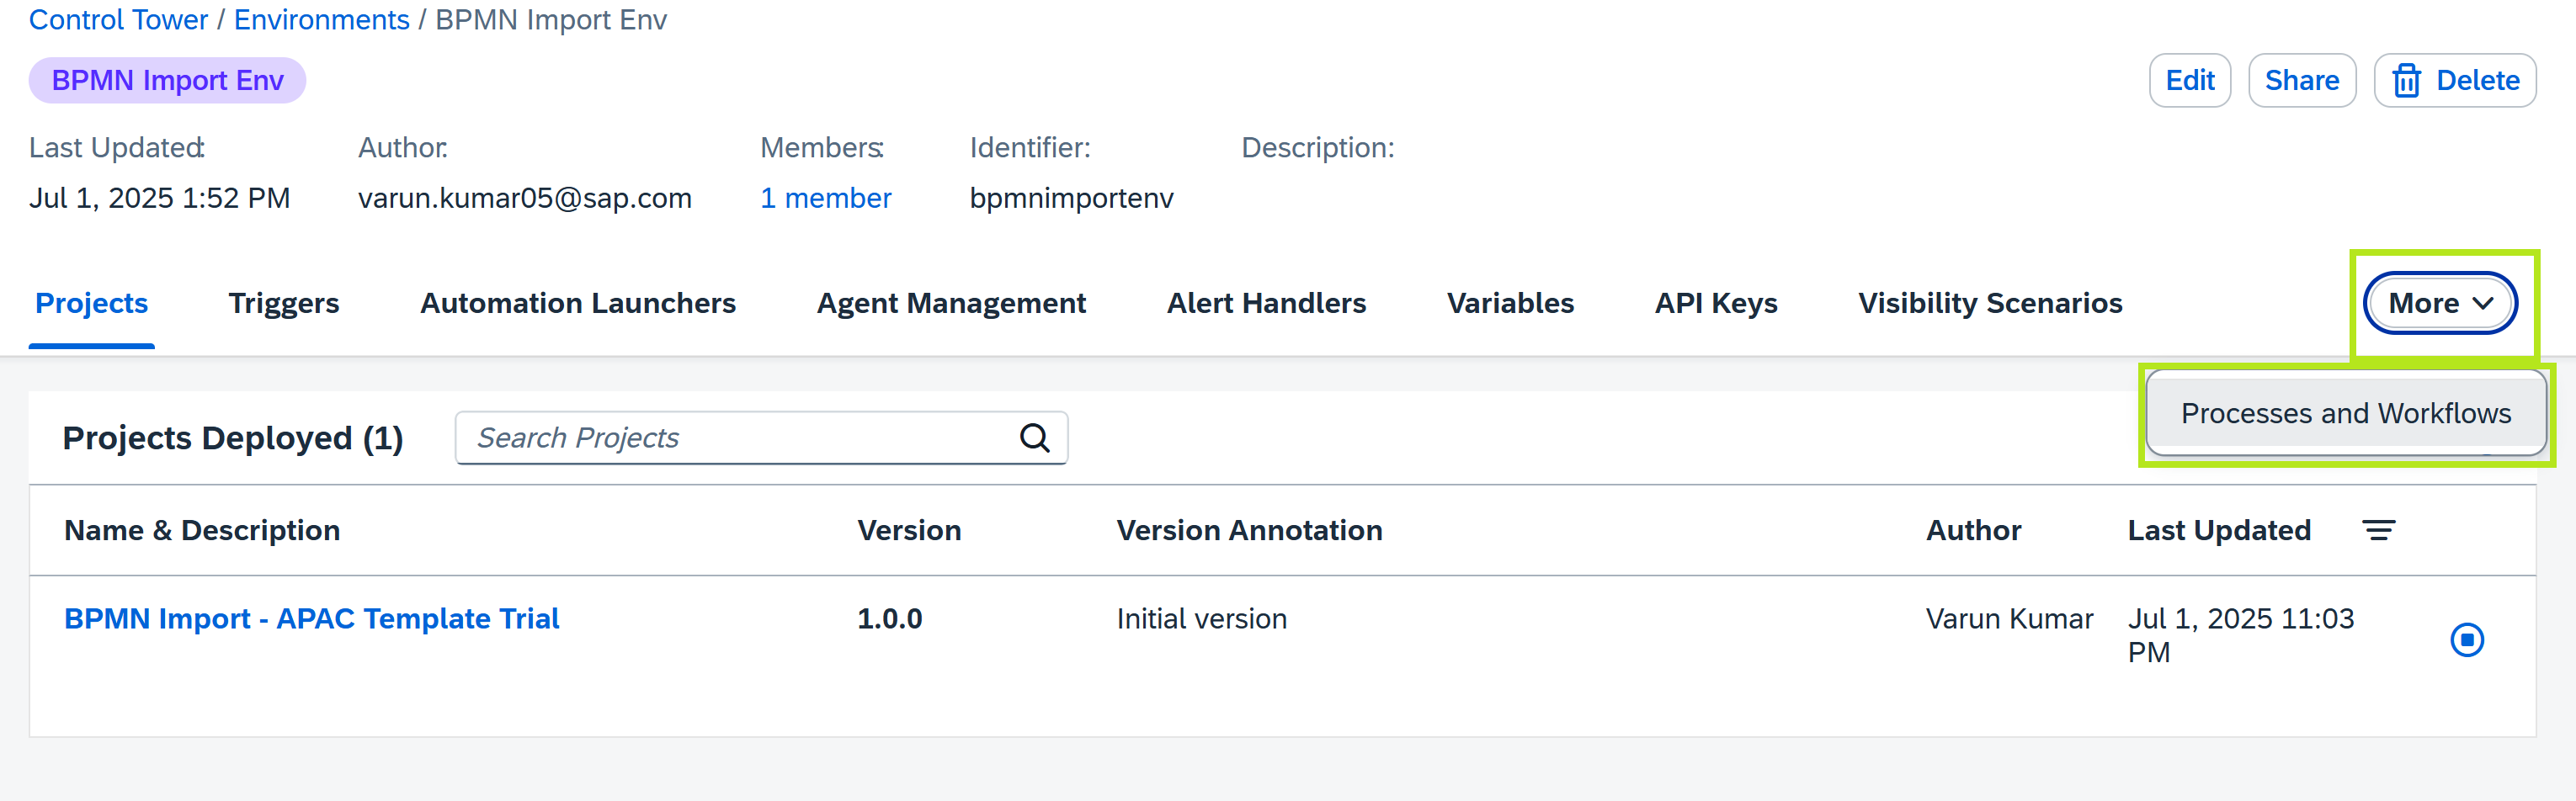 Control Tower / Environments / BPMN Import Env
BPMN Import Env
Edit
Share
Delete
Last Updated:
Author:
Members:
Identifier:
Description:
Jul 1, 2025 1:52 PM
varun.kumar05@sap.com
1 member
bpmnimportenv
Projects
Triggers
Automation Launchers
Agent Management
Alert Handlers
Variables
API Keys
Visibility Scenarios
More
Processes and Workflows
Projects Deployed (1)
Search Projects
Name & Description
Version
Version Annotation
Author
Last Updated
BPMN Import - APAC Template Trial
1.0.0
Initial version
Varun Kumar
Jul 1, 2025 11:03
PM